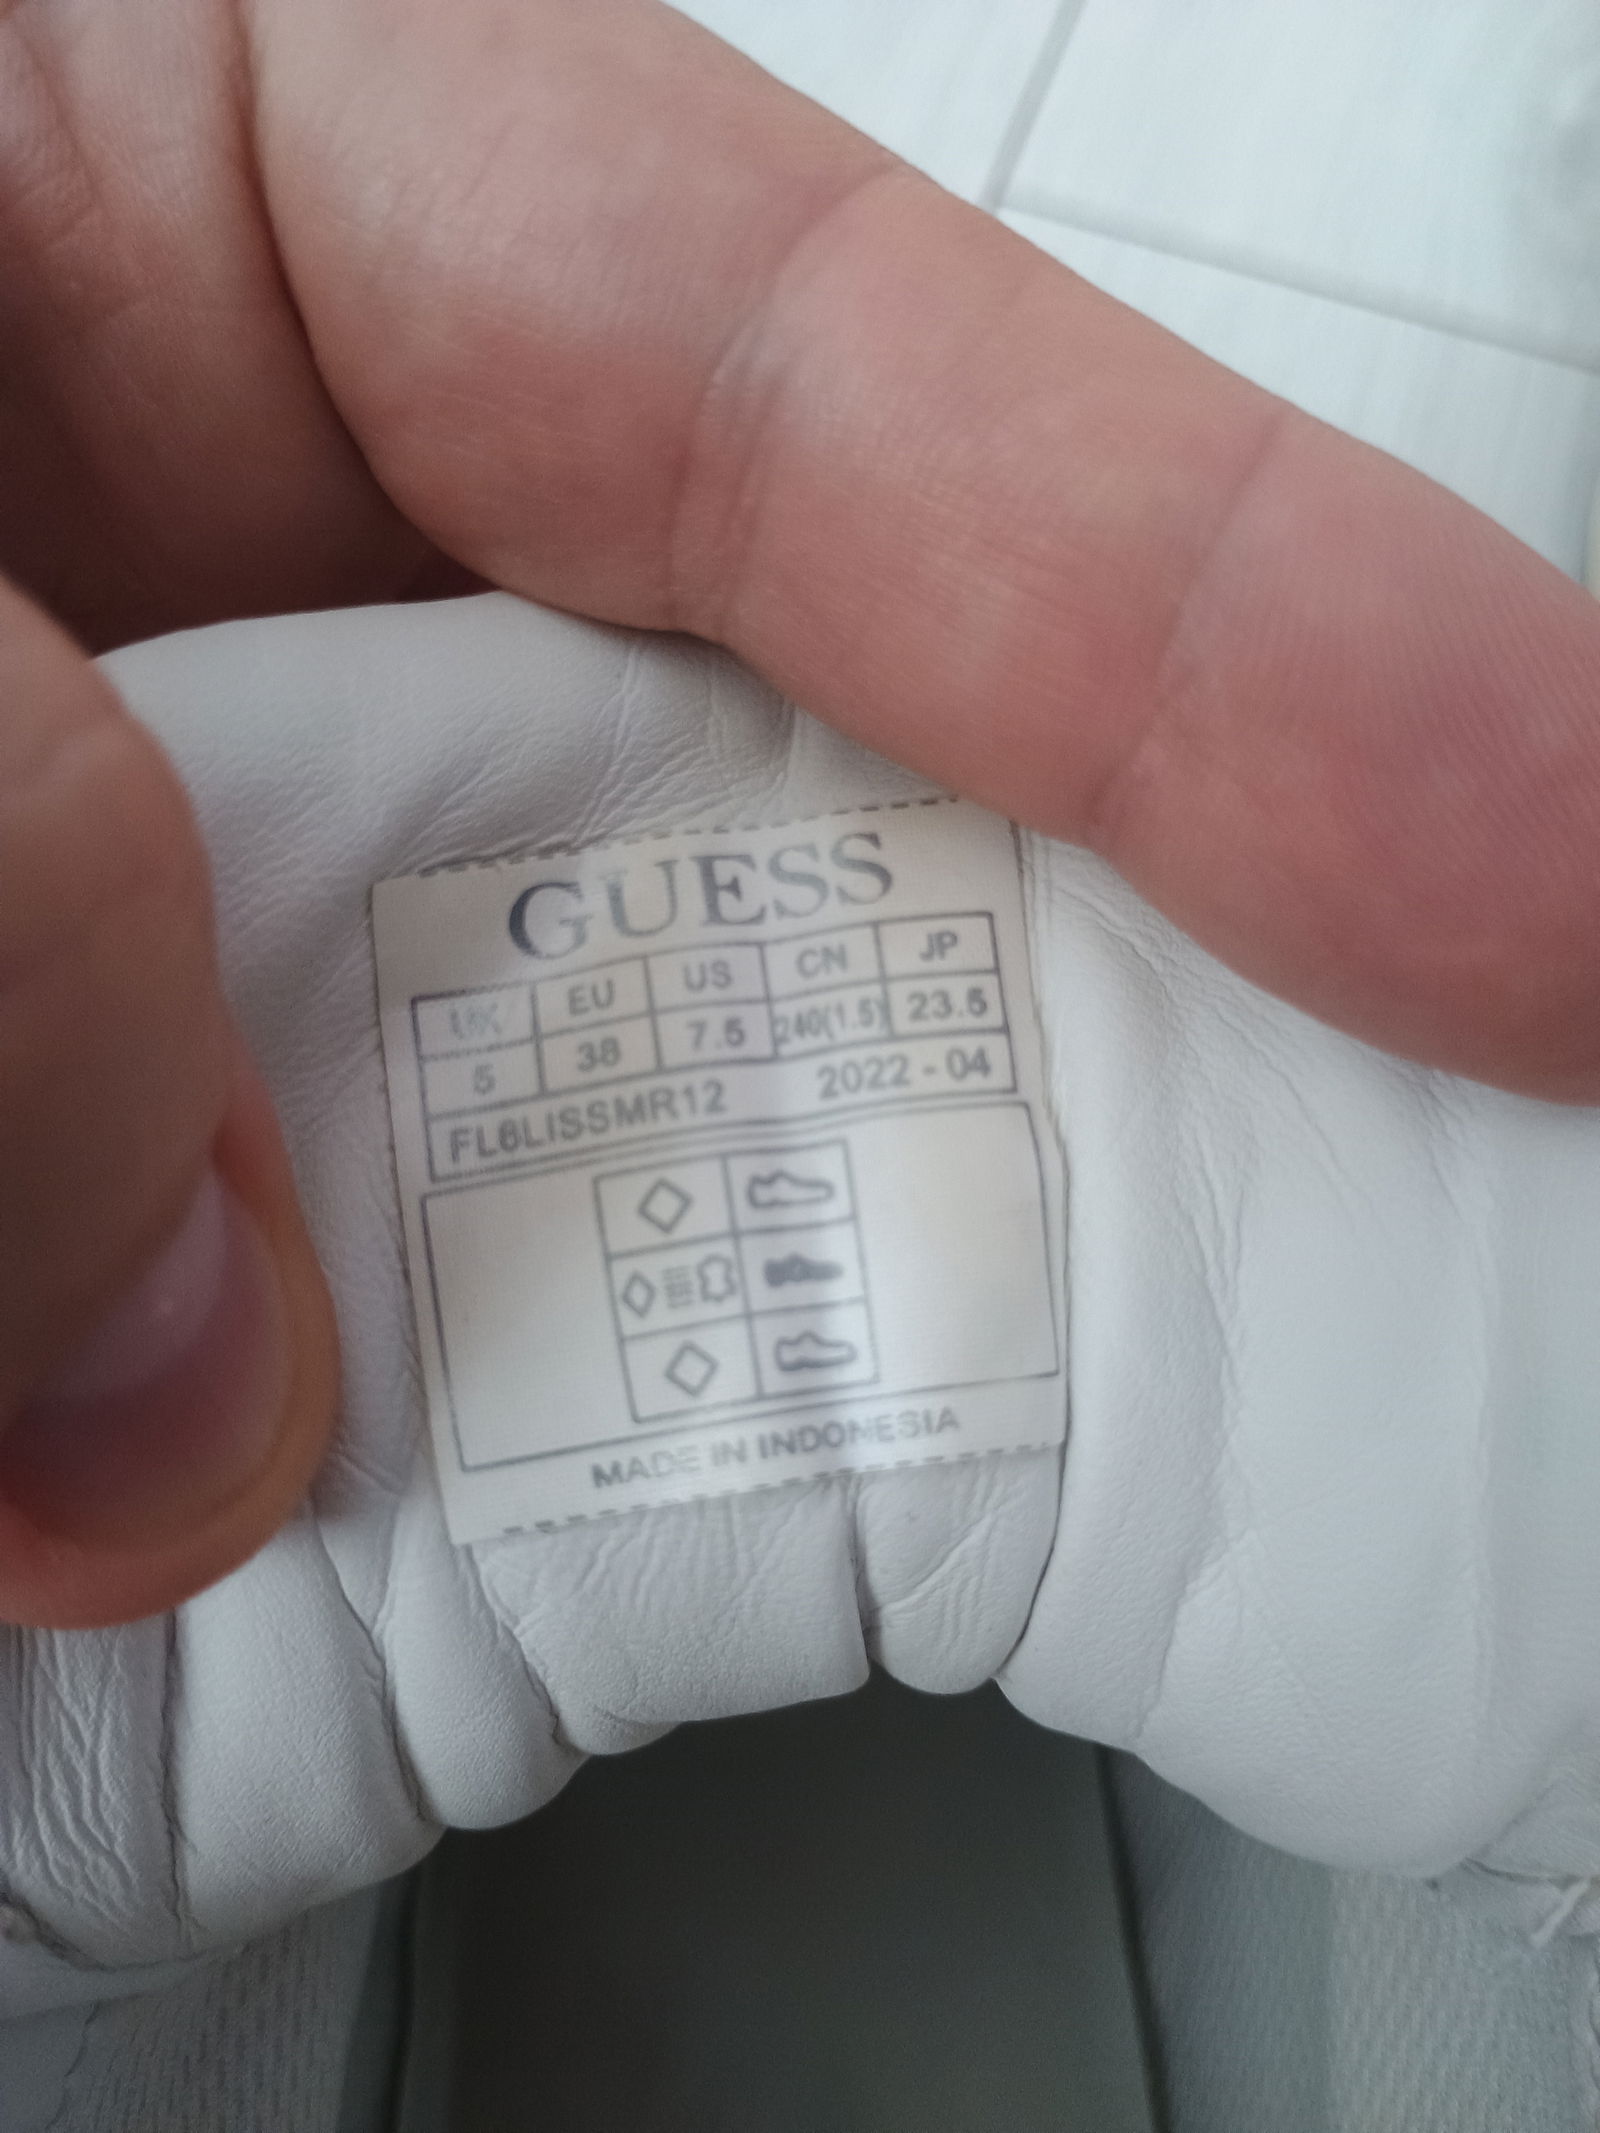 GUESS
UK EU US CN JP
5 38 7.5 240(1.5) 23.5
FL6LISSMR12 2022 - 04
MADE IN INDONESIA